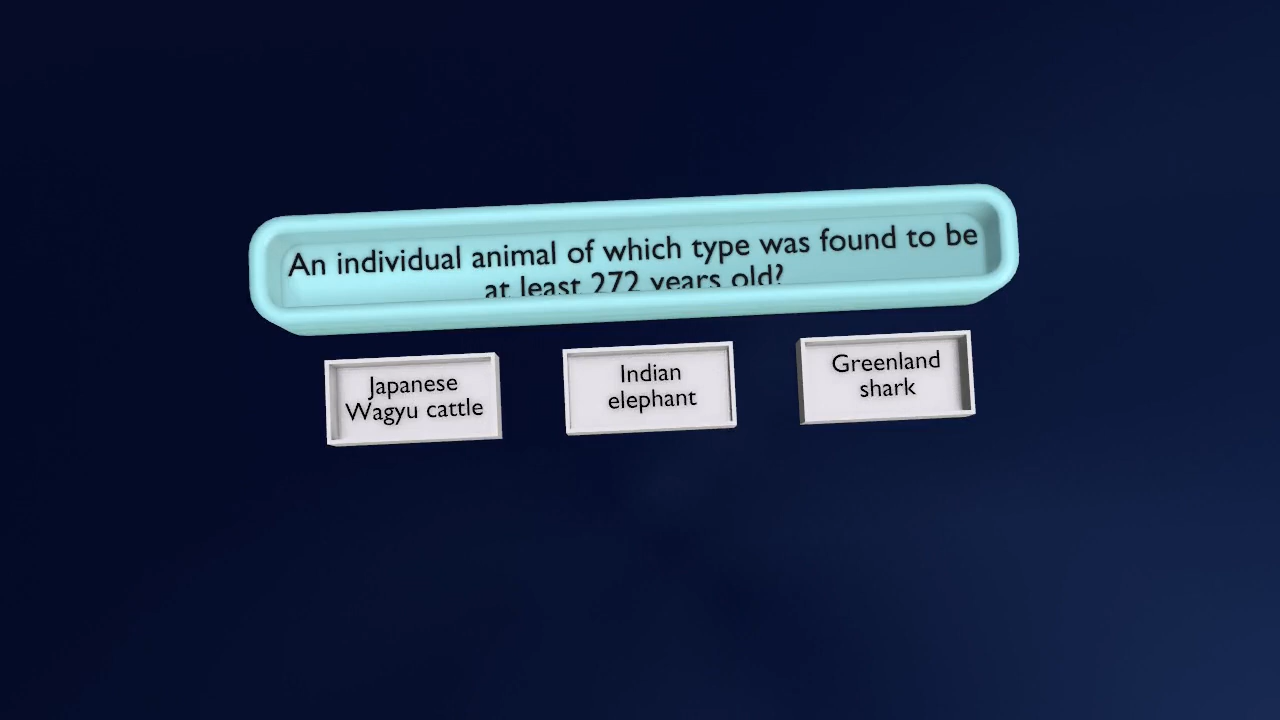 An individual animal of which type was found to be
at least 272 years old?
Japanese
Wagyu cattle
Indian
elephant
Greenland
shark